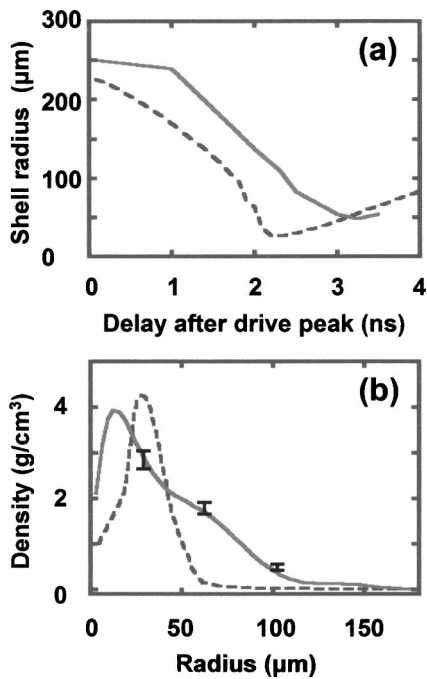 (a)
Shell radius (μm)
300
200
100
0
0 1 2 3 4
Delay after drive peak (ns)
(b)
Density (g/cm³)
4
2
0
0 50 100 150
Radius (μm)